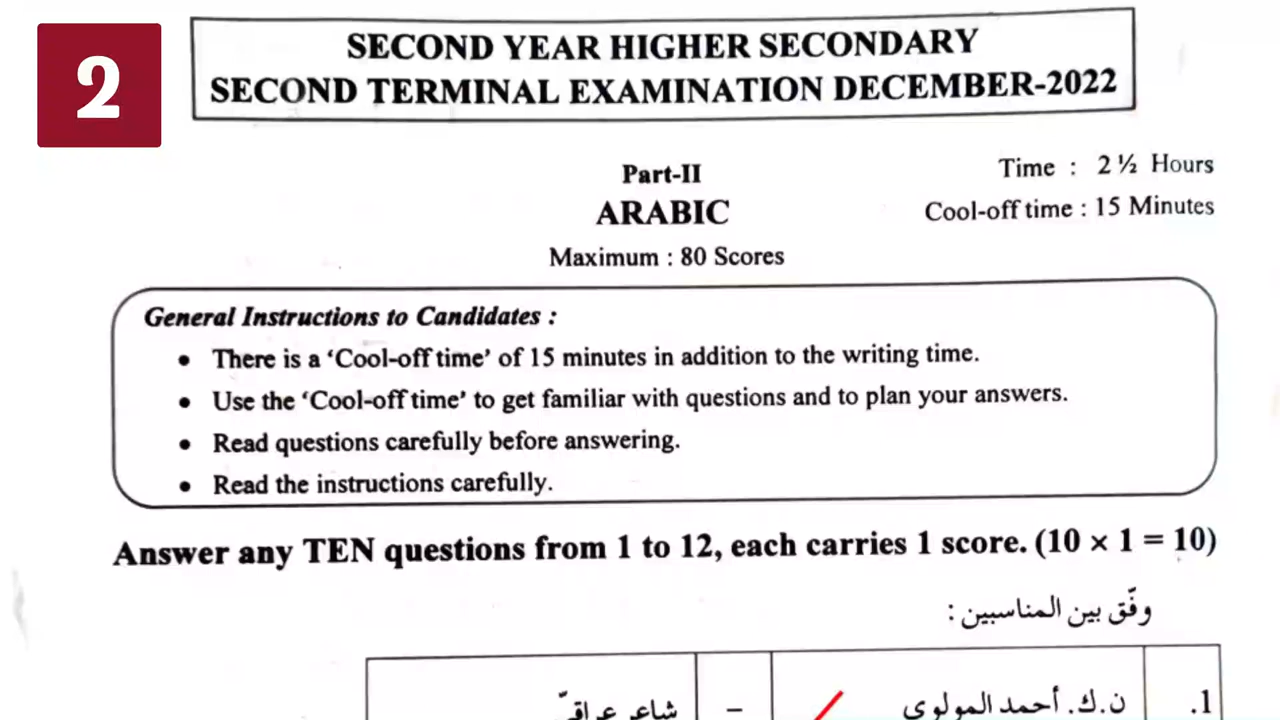 2
SECOND YEAR HIGHER SECONDARY
SECOND TERMINAL EXAMINATION DECEMBER-2022
Part-II
Time : 2 ½ Hours
ARABIC
Cool-off time : 15 Minutes
Maximum : 80 Scores
General Instructions to Candidates :
• There is a ‘Cool-off time’ of 15 minutes in addition to the writing time.
• Use the ‘Cool-off time’ to get familiar with questions and to plan your answers.
• Read questions carefully before answering.
• Read the instructions carefully.
Answer any TEN questions from 1 to 12, each carries 1 score. (10 × 1 = 10)
وفّق بين المناسبين :
1. ن.ك. أحمد المولوي – شاعر عراقيّ